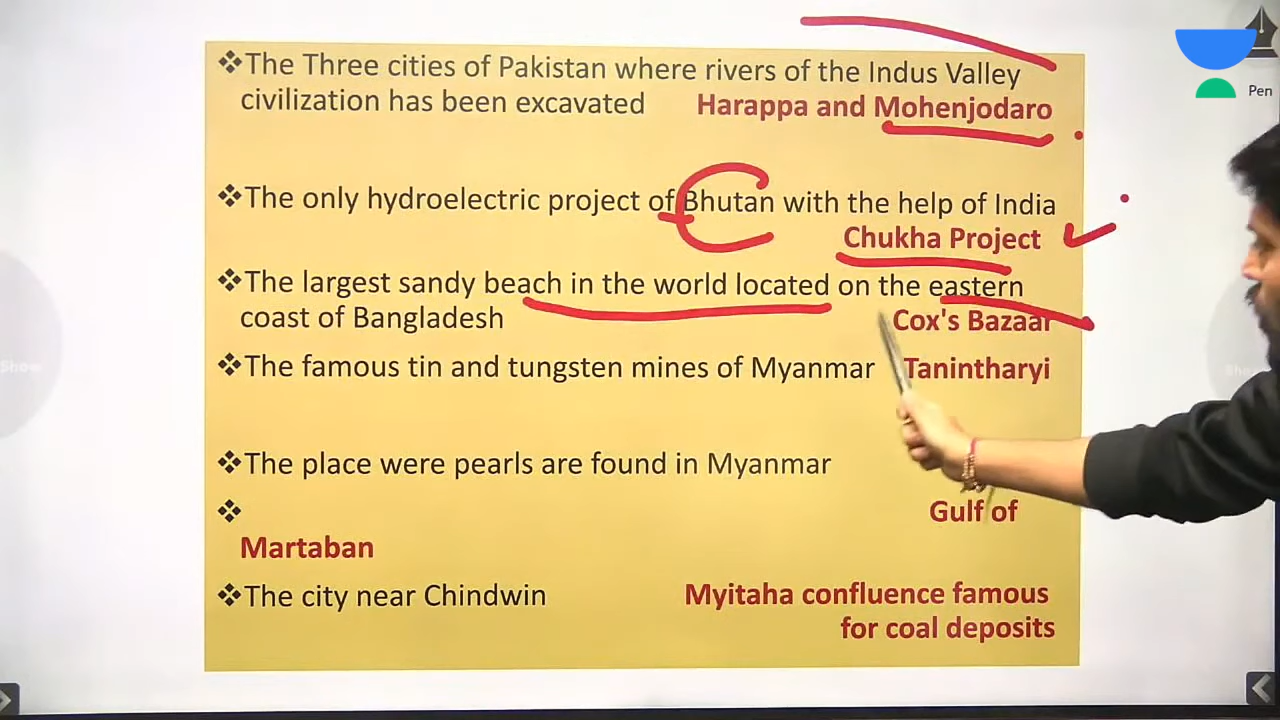 ❖The Three cities of Pakistan where rivers of the Indus Valley
civilization has been excavated Harappa and Mohenjodaro
❖The only hydroelectric project of Bhutan with the help of India
Chukha Project
❖The largest sandy beach in the world located on the eastern
coast of Bangladesh Cox's Bazaar
❖The famous tin and tungsten mines of Myanmar Tanintharyi
❖The place were pearls are found in Myanmar
❖ Gulf of
Martaban
❖The city near Chindwin Myitaha confluence famous
for coal deposits
Pen
Show